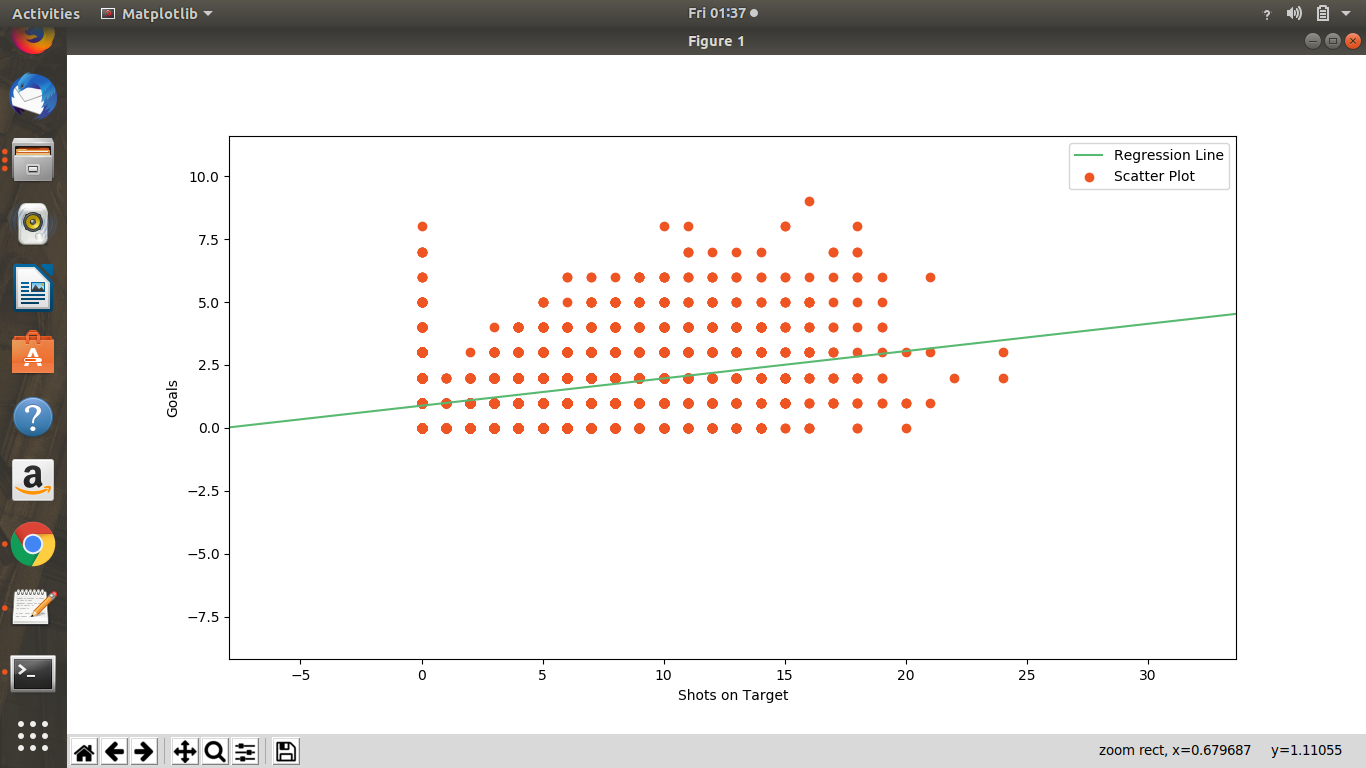 Activities Matplotlib Fri 01:37
Figure 1
Regression Line
Scatter Plot
10.0
7.5
5.0
2.5
0.0
−2.5
−5.0
−7.5
Goals
−5 0 5 10 15 20 25 30
Shots on Target
zoom rect, x=0.679687 y=1.11055